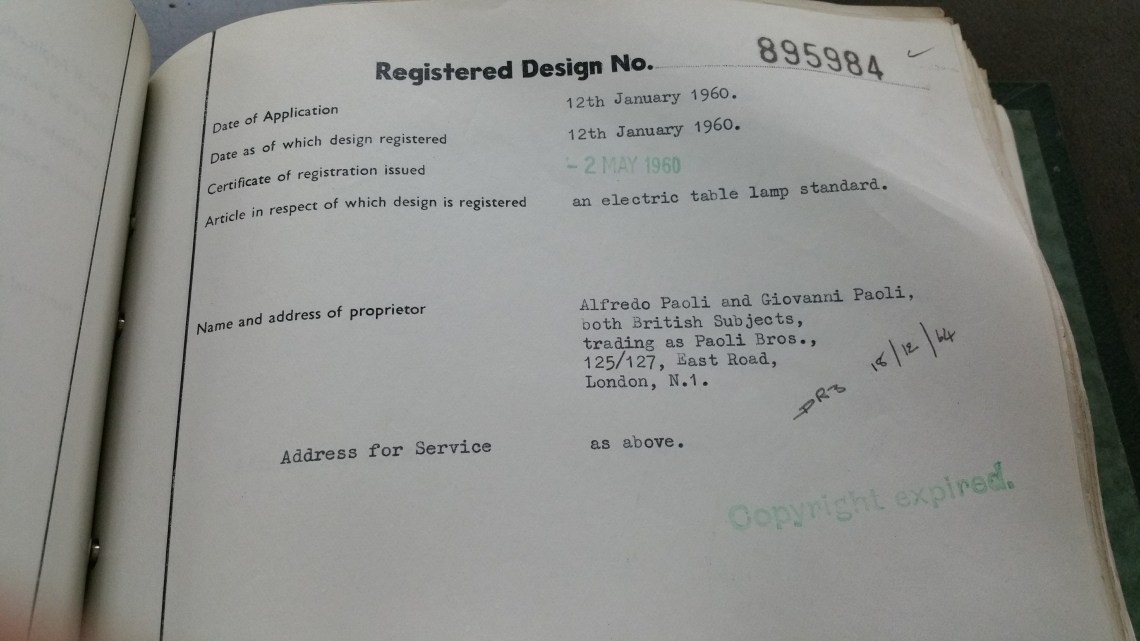 Registered Design No. 895984
Date of Application 12th January 1960.
Date as of which design registered 12th January 1960.
Certificate of registration issued - 2 MAY 1960
Article in respect of which design is registered an electric table lamp standard.
Name and address of proprietor Alfredo Paoli and Giovanni Paoli,
both British Subjects,
trading as Paoli Bros.,
125/127, East Road,
London, N.1.
18/12/64
Address for Service as above.
Copyright expired.